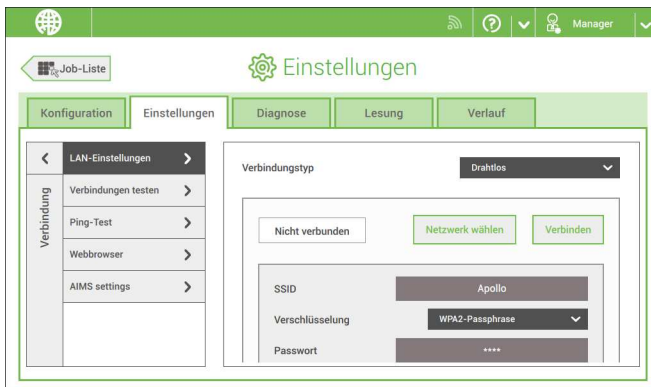 Manager
Job-Liste
Einstellungen
Konfiguration
Einstellungen
Diagnose
Lesung
Verlauf
Verbindung
LAN-Einstellungen
Verbindungen testen
Ping-Test
Webbrowser
AIMS settings
Verbindungstyp
Drahtlos
Nicht verbunden
Netzwerk wählen
Verbinden
SSID
Apollo
Verschlüsselung
WPA2-Passphrase
Passwort
****